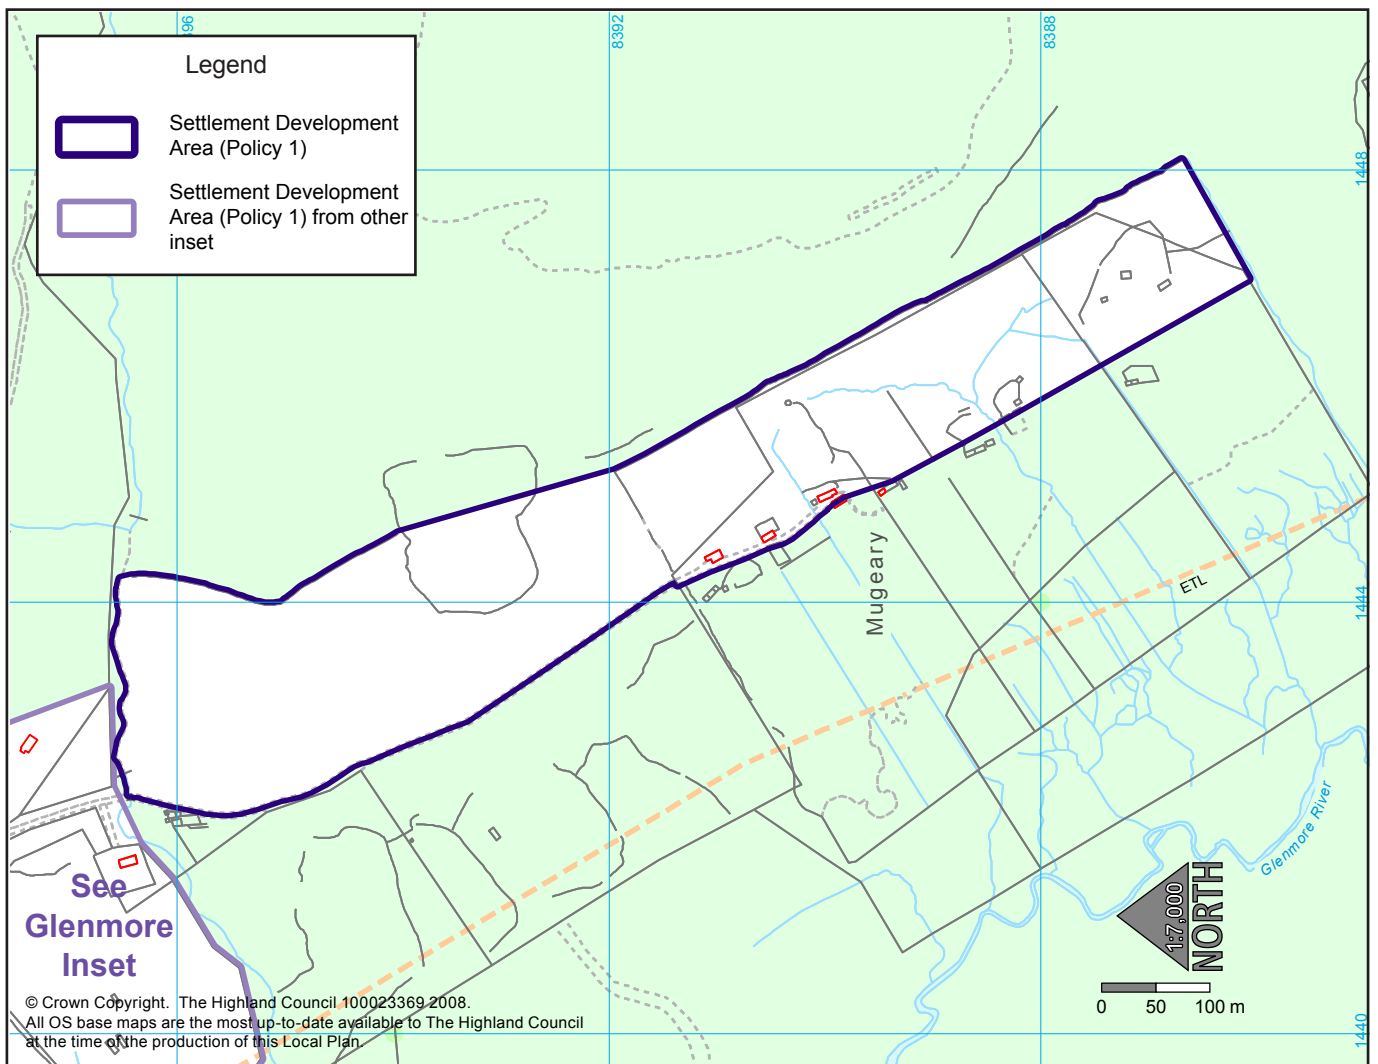 8396
8392
8388
Legend
Settlement Development
Area (Policy 1)
Settlement Development
Area (Policy 1) from other
inset
1448
Mugeary
ETL
1444
Glenmore River
See
Glenmore
Inset
1:7,000
NORTH
0 50 100 m
© Crown Copyright. The Highland Council 100023369 2008.
All OS base maps are the most up-to-date available to The Highland Council
at the time of the production of this Local Plan.
1440